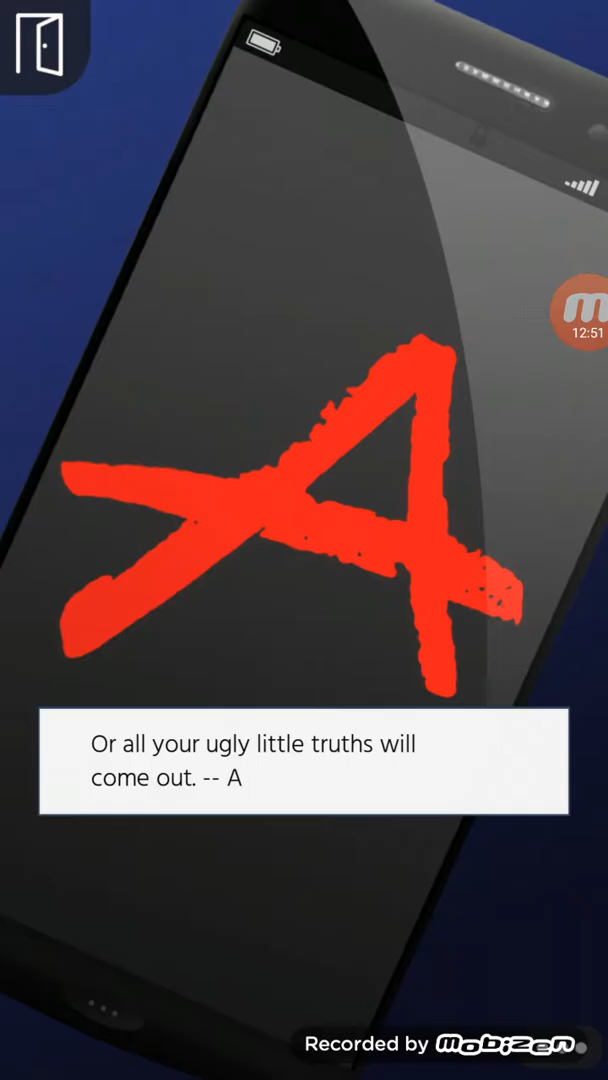 m
12:51
A
Or all your ugly little truths will
come out. -- A
Recorded by mobizen